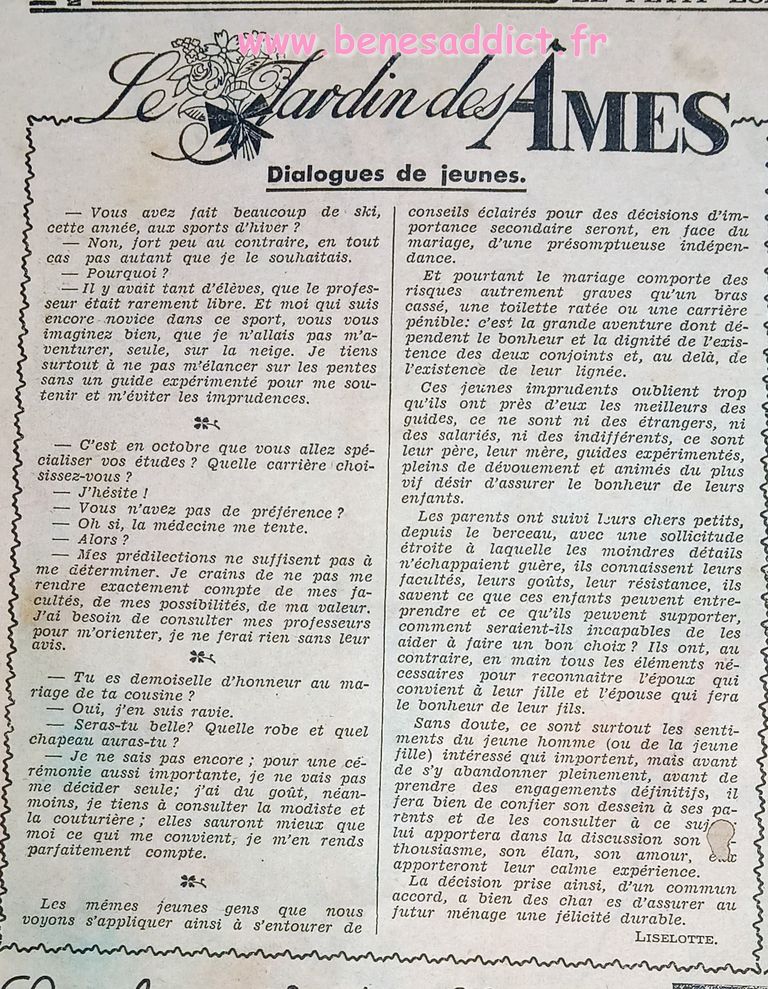 LE PETIT
www.benesaddict.fr
Le Jardin des ÂMES
Dialogues de jeunes.
— Vous avez fait beaucoup de ski,
cette année, aux sports d'hiver ?
— Non, fort peu au contraire, en tout
cas pas autant que je le souhaitais.
— Pourquoi ?
— Il y avait tant d'élèves, que le profes-
seur était rarement libre. Et moi qui suis
encore novice dans ce sport, vous vous
imaginez bien, que je n'allais pas m'a-
venturer, seule, sur la neige. Je tiens
surtout à ne pas m'élancer sur les pentes
sans un guide expérimenté pour me sou-
tenir et m'éviter les imprudences.
— C'est en octobre que vous allez spé-
cialiser vos études ? Quelle carrière choi-
sissez-vous ?
— J'hésite !
— Vous n'avez pas de préférence ?
— Oh si, la médecine me tente.
— Alors ?
— Mes prédilections ne suffisent pas à
me déterminer. Je crains de ne pas me
rendre exactement compte de mes fa-
cultés, de mes possibilités, de ma valeur.
J'ai besoin de consulter mes professeurs
pour m'orienter, je ne ferai rien sans leur
avis.
— Tu es demoiselle d'honneur au ma-
riage de ta cousine ?
— Oui, j'en suis ravie.
— Seras-tu belle? Quelle robe et quel
chapeau auras-tu ?
— Je ne sais pas encore ; pour une cé-
rémonie aussi importante, je ne vais pas
me décider seule; j'ai du goût, néan-
moins, je tiens à consulter la modiste et
la couturière ; elles sauront mieux que
moi ce qui me convient, je m'en rends
parfaitement compte.
Les mêmes jeunes gens que nous
voyons s'appliquer ainsi à s'entourer de
conseils éclairés pour des décisions d'im-
portance secondaire seront, en face du
mariage, d'une présomptueuse indépen-
dance.
Et pourtant le mariage comporte des
risques autrement graves qu'un bras
cassé, une toilette ratée ou une carrière
pénible: c'est la grande aventure dont dé-
pendent le bonheur et la dignité de l'exis-
tence des deux conjoints et, au delà, de
l'existence de leur lignée.
Ces jeunes imprudents oublient trop
qu'ils ont près d'eux les meilleurs des
guides, ce ne sont ni des étrangers, ni
des salariés, ni des indifférents, ce sont
leur père, leur mère, guides expérimentés,
pleins de dévouement et animés du plus
vif désir d'assurer le bonheur de leurs
enfants.
Les parents ont suivi leurs chers petits,
depuis le berceau, avec une sollicitude
étroite à laquelle les moindres détails
n'échappaient guère, ils connaissent leurs
facultés, leurs goûts, leur résistance, ils
savent ce que ces enfants peuvent entre-
prendre et ce qu'ils peuvent supporter,
comment seraient-ils incapables de les
aider à faire un bon choix ? Ils ont, au
contraire, en main tous les éléments né-
cessaires pour reconnaitre l'époux qui
convient à leur fille et l'épouse qui fera
le bonheur de leur fils.
Sans doute, ce sont surtout les senti-
ments du jeune homme (ou de la jeune
fille) intéressé qui importent, mais avant
de s'y abandonner pleinement, avant de
prendre des engagements définitifs, il
fera bien de confier son dessein à ses pa-
rents et de les consulter à ce
lui apportera dans la discussion son
thousiasme, son élan, son amour, eux
apporteront leur calme expérience.
La décision prise ainsi, d'un commun
accord, a bien des d'assurer au
futur ménage une félicité durable.
LISELOTTE.